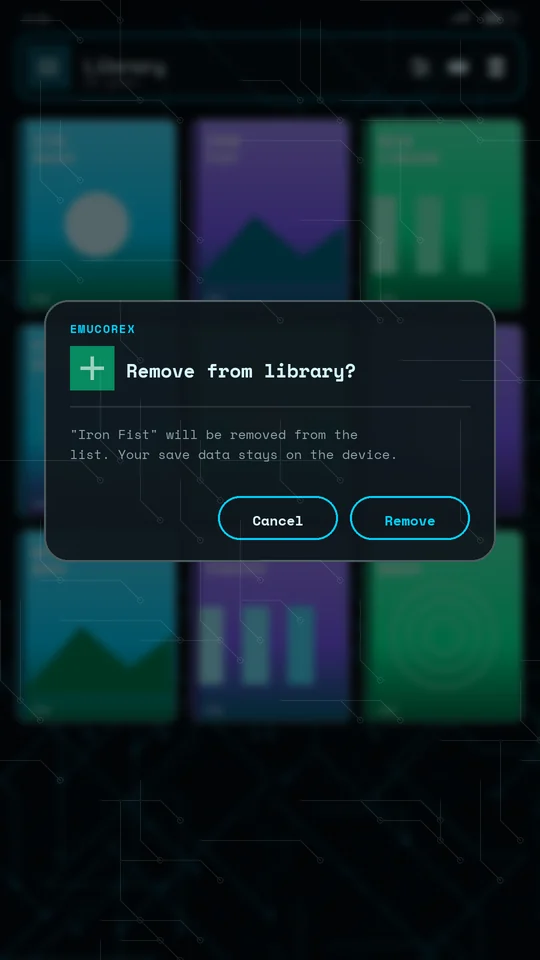 Library
EMUCOREX
Remove from library?
"Iron Fist" will be removed from the
list. Your save data stays on the device.
Cancel
Remove